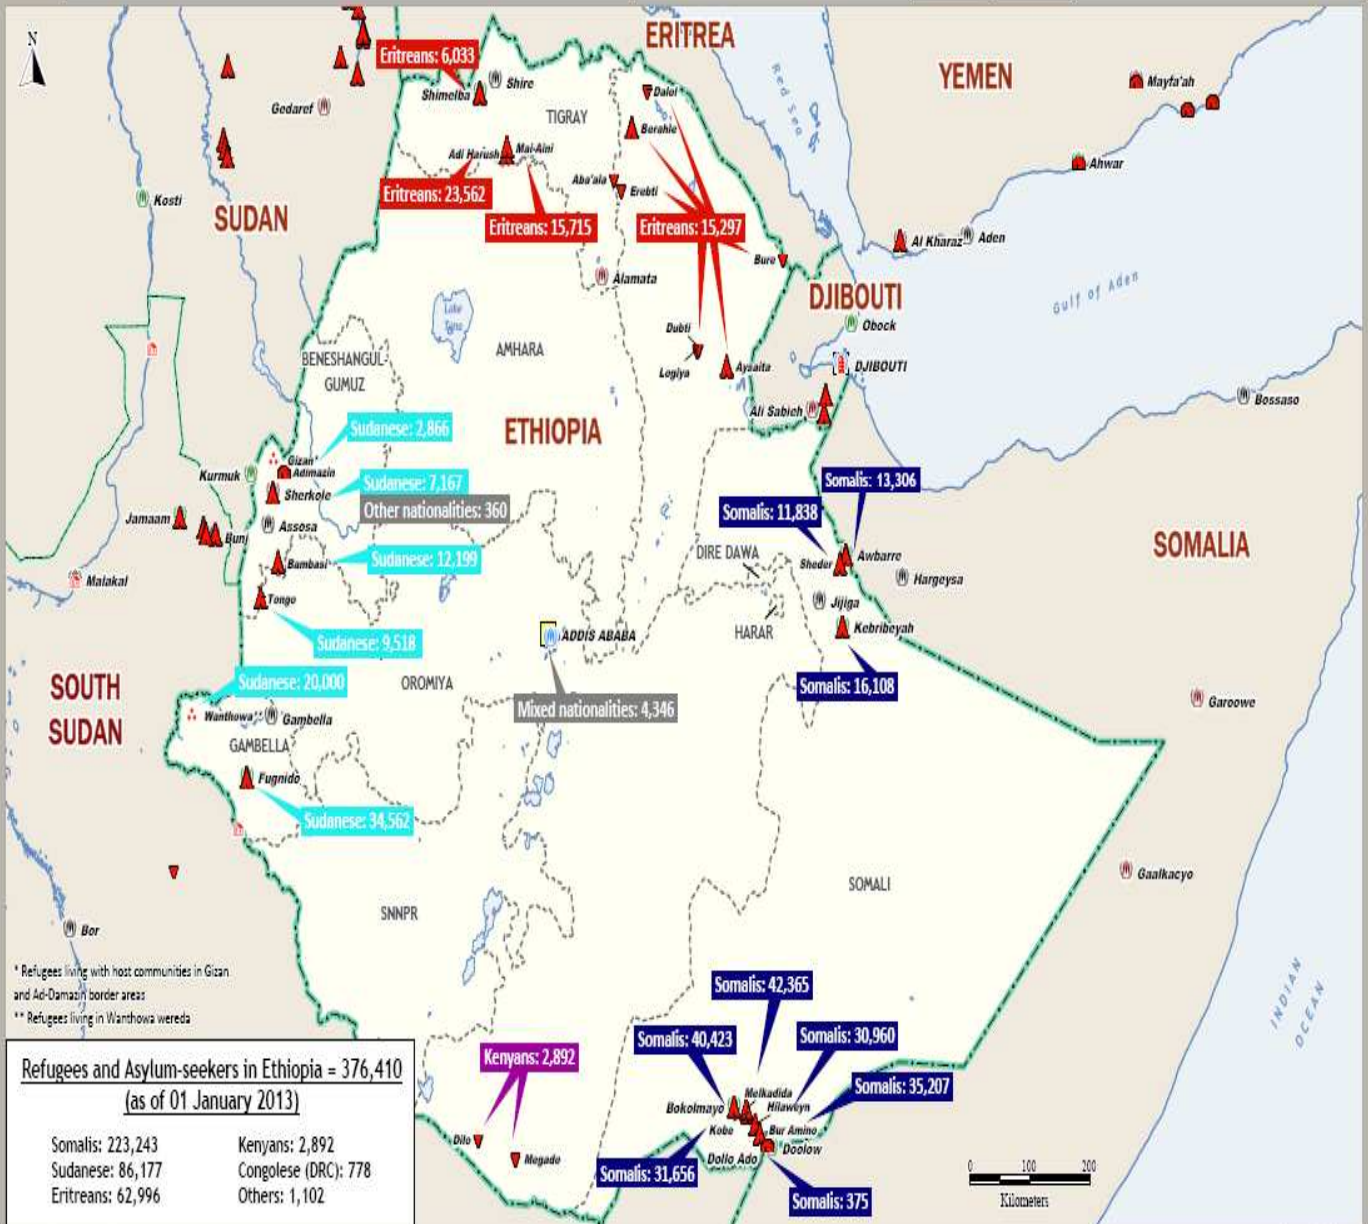 N
ERITREA
YEMEN
Eritreans: 6,033
Shire
Shimelba
Dalol
Mayfa'ah
Gedaref
TIGRAY
Red Sea
Berahle
Adi Harush
Mai-Aini
Ahwar
Aba'ala
Erebti
Eritreans: 23,562
Kosti
SUDAN
Eritreans: 15,715
Eritreans: 15,297
Al Kharaz
Aden
Bure
Alamata
Gulf of Aden
DJIBOUTI
Lake
Tana
Obock
Dubti
BENESHANGUL-
GUMUZ
AMHARA
Logiya
Aysaita
DJIBOUTI
Ali Sabieh
Bossaso
Sudanese: 2,866
ETHIOPIA
Gizan*
Adimazin
Kurmuk
Sudanese: 7,167
Sherkole
Other nationalities: 360
Somalis: 13,306
Somalis: 11,838
Jamaam
Bunj
Assosa
SOMALIA
DIRE DAWA
Awbarre
Sheder
Sudanese: 12,199
Bambasi
Malakal
Hargeysa
Tongo
Jijiga
HARAR
Kebribeyah
ADDIS ABABA
Sudanese: 9,518
SOUTH
SUDAN
Sudanese: 20,000
OROMIYA
Somalis: 16,108
Garoowe
Wanthowa**
Gambella
Mixed nationalities: 4,346
GAMBELLA
Fugnido
Sudanese: 34,562
Gaalkacyo
SOMALI
SNNPR
Bor
* Refugees living with host communities in Gizan
and Ad-Damazin border areas
** Refugees living in Wanthowa wereda
INDIAN
OCEAN
Somalis: 42,365
Somalis: 40,423
Somalis: 30,960
Kenyans: 2,892
Somalis: 35,207
Melkadida
Bokolmayo
Hilaweyn
Kobe
Bur Amino
Dilo
Megado
Dollo Ado
Doolow
Somalis: 31,656
Somalis: 375
0 100 200
Kilometers
Refugees and Asylum-seekers in Ethiopia = 376,410
(as of 01 January 2013)
Somalis: 223,243 Kenyans: 2,892
Sudanese: 86,177 Congolese (DRC): 778
Eritreans: 62,996 Others: 1,102